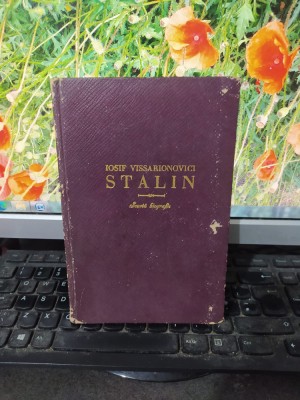 IOSIF VISSARIONOVICI
STALIN
scurtă biografie